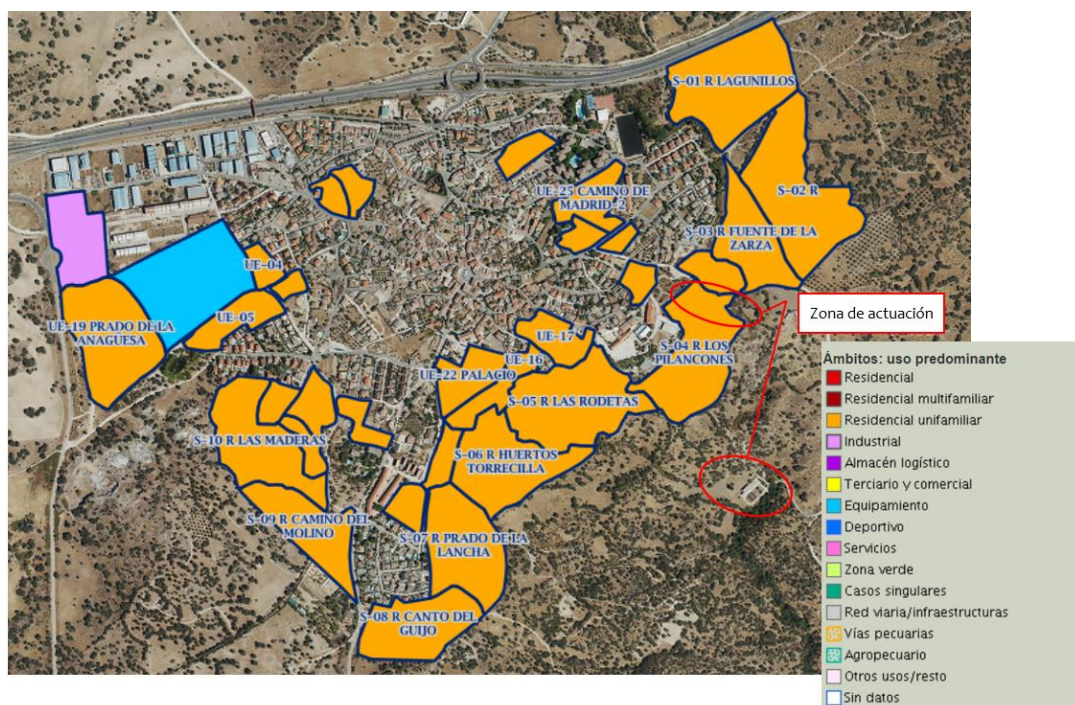 S-01 R LAGUNILLOS
UE-25 CAMINO DE
MADRID-2
S-02 R
S-03 R FUENTE DE LA
ZARZA
UE-04
Zona de actuación
UE-19 PRADO DE LA
ANAGÜESA
UE-05
UE-17
UE-16
S-04 R LOS
PILANCONES
UE-22 PALACIO
S-05 R LAS RODETAS
S-10 R LAS MADERAS
S-06 R HUERTOS
TORRECILLA
S-09 R CAMINO DEL
MOLINO
S-07 R PRADO DE LA
LANCHA
S-08 R CANTO DEL
GUIJO
Ámbitos: uso predominante
Residencial
Residencial multifamiliar
Residencial unifamiliar
Industrial
Almacén logístico
Terciario y comercial
Equipamiento
Deportivo
Servicios
Zona verde
Casos singulares
Red viaria/infraestructuras
Vías pecuarias
Agropecuario
Otros usos/resto
Sin datos